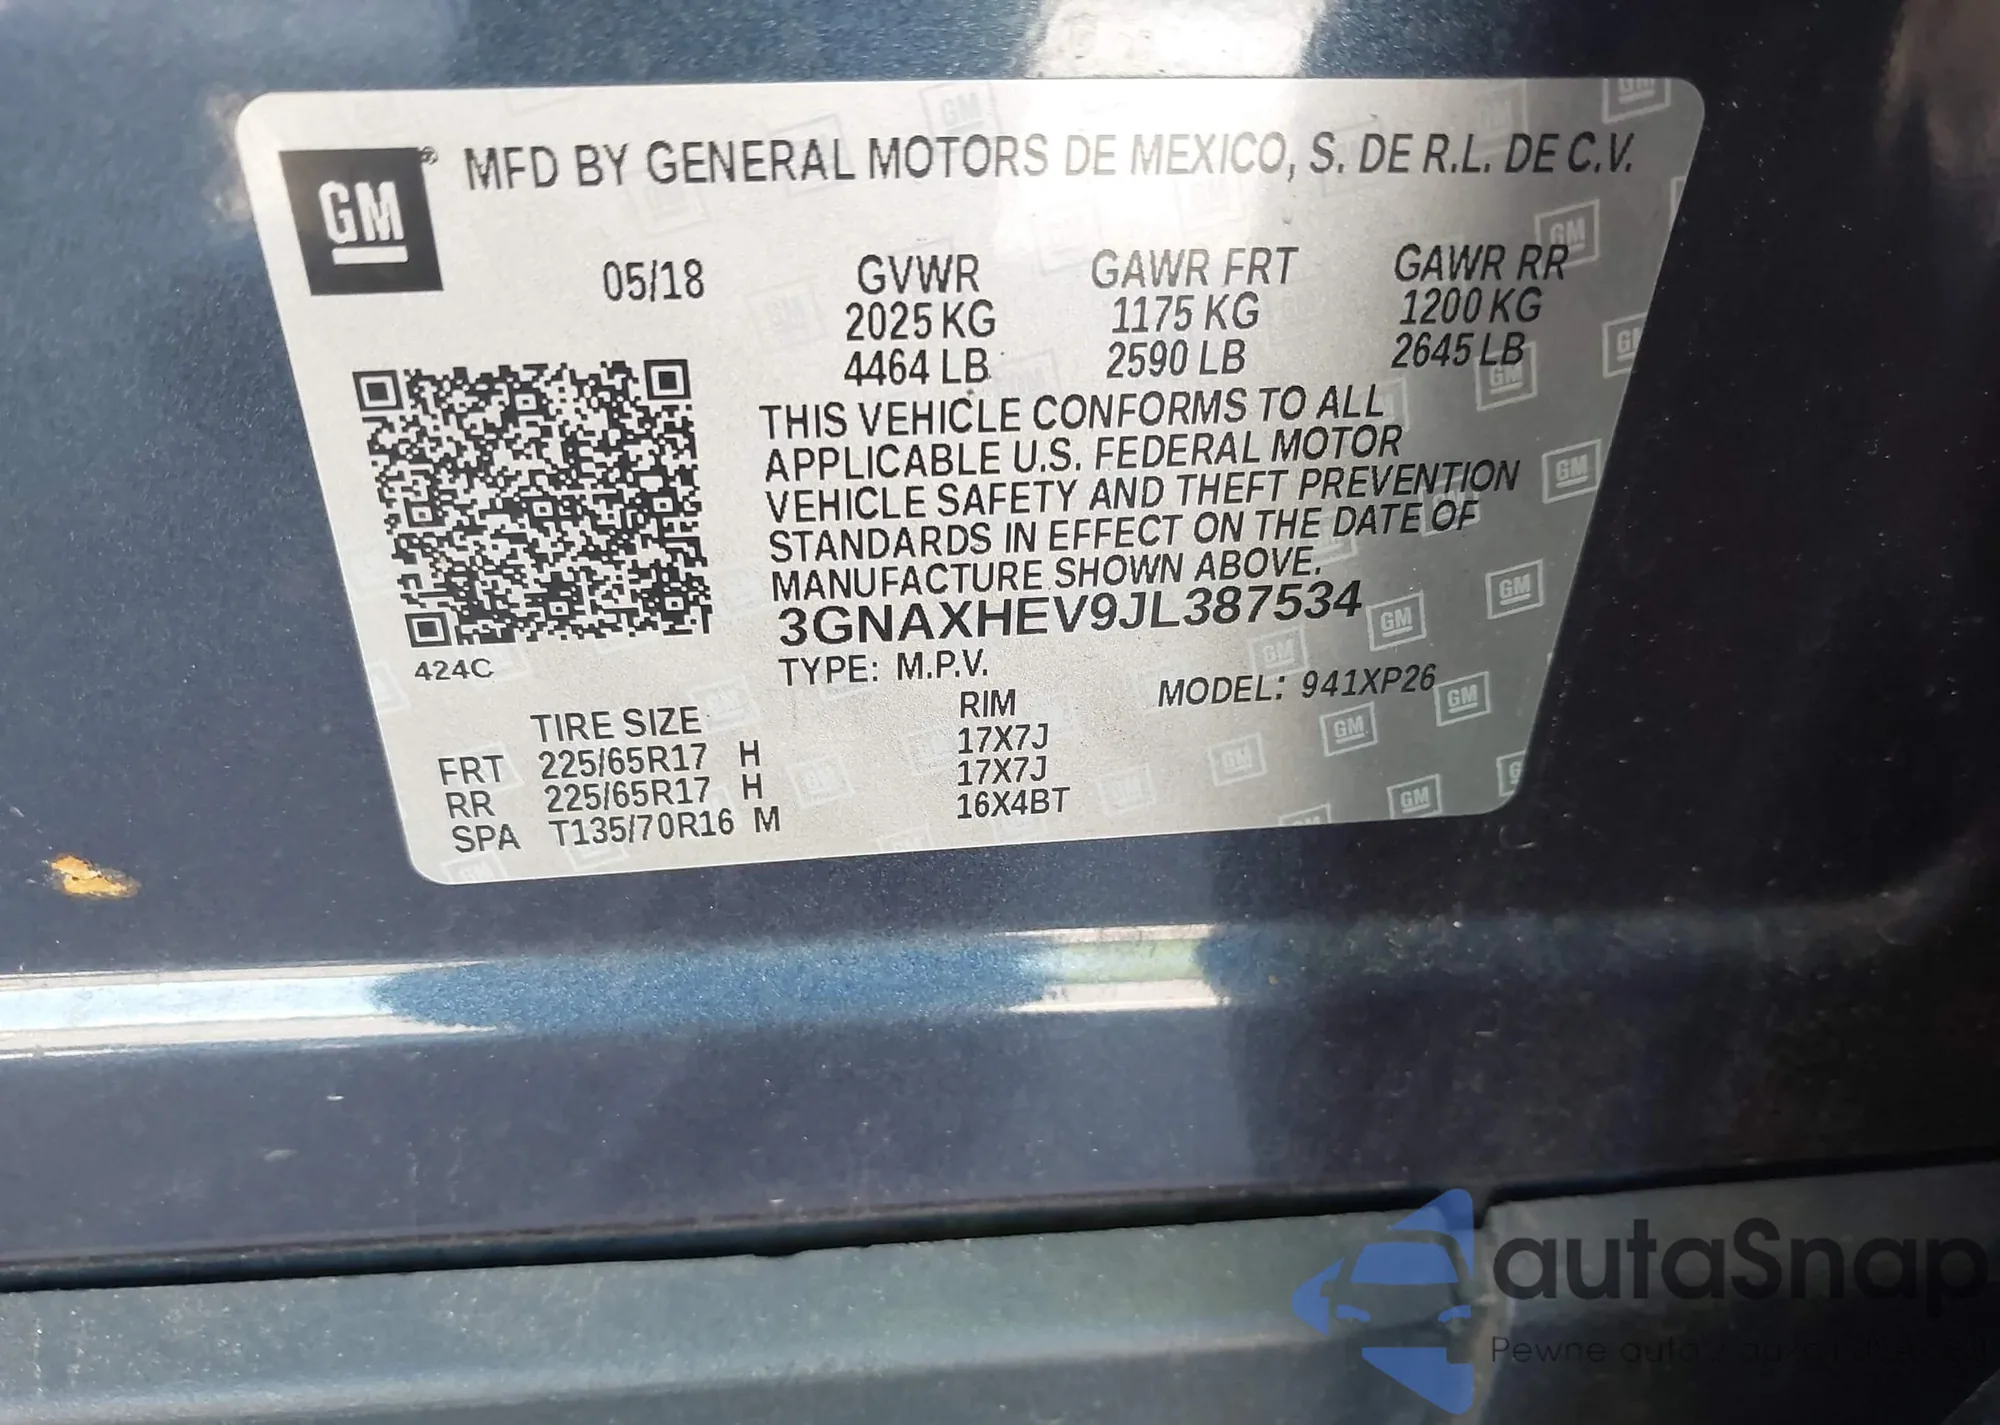 GM
MFD BY GENERAL MOTORS DE MEXICO, S. DE R.L. DE C.V.
05/18
GVWR GAWR FRT GAWR RR
2025 KG 1175 KG 1200 KG
4464 LB 2590 LB 2645 LB
THIS VEHICLE CONFORMS TO ALL
APPLICABLE U.S. FEDERAL MOTOR
VEHICLE SAFETY AND THEFT PREVENTION
STANDARDS IN EFFECT ON THE DATE OF
MANUFACTURE SHOWN ABOVE.
3GNAXHEV9JL387534
424C
TYPE: M.P.V. MODEL: 941XP26
TIRE SIZE RIM
FRT 225/65R17 H 17X7J
RR 225/65R17 H 17X7J
SPA T135/70R16 M 16X4BT
autaSnap
Pewne auta z